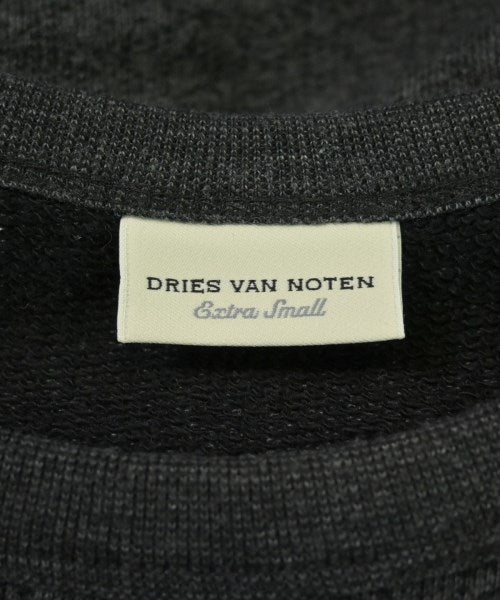 DRIES VAN NOTEN
Extra Small